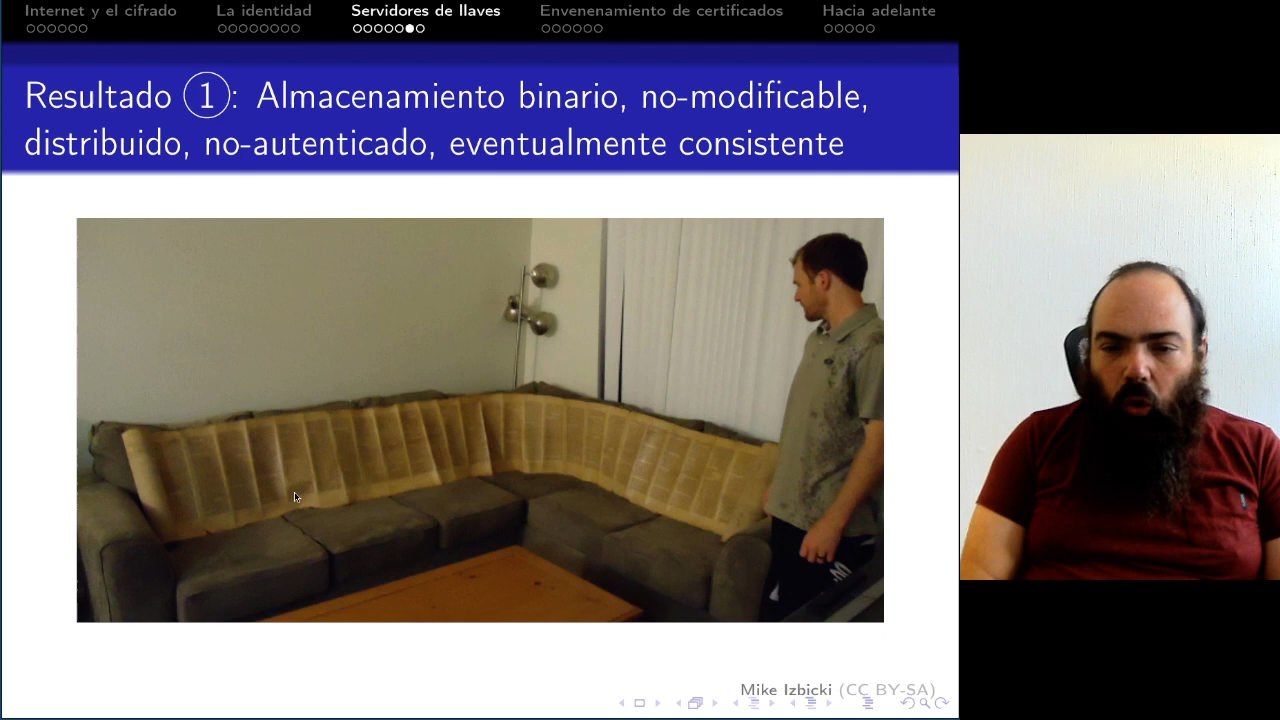 Internet y el cifrado
La identidad
Servidores de llaves
Envenenamiento de certificados
Hacia adelante
Resultado 1: Almacenamiento binario, no-modificable,
distribuido, no-autenticado, eventualmente consistente
Mike Izbicki (CC BY-SA)